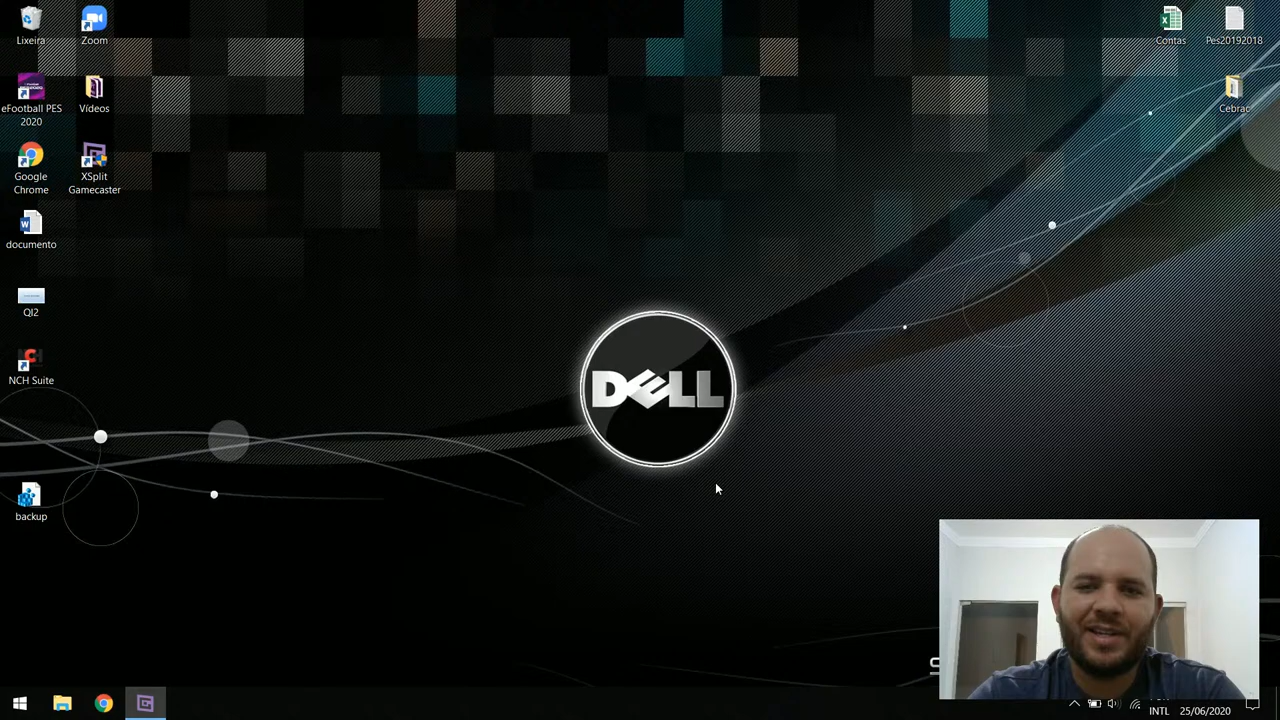 Lixeira
Zoom
eFootball PES
2020
Vídeos
Google
Chrome
XSplit
Gamecaster
documento
QI2
NCH Suite
backup
Contas
Pes20192018
Cebrac
DELL
INTL
25/06/2020